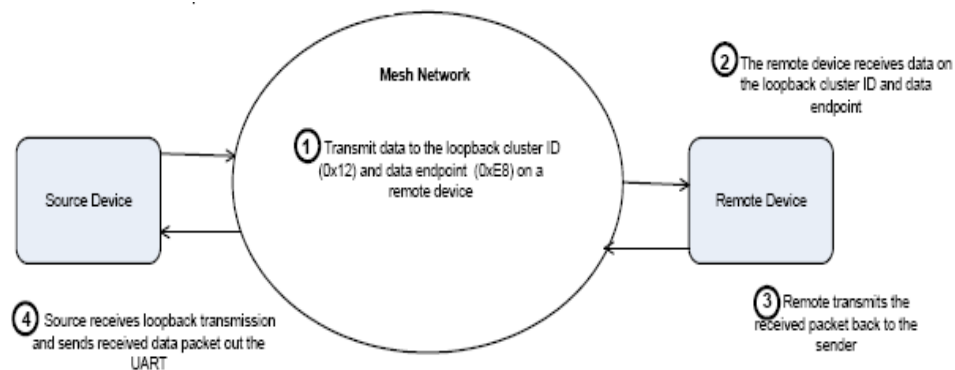 Mesh Network
① Transmit data to the loopback cluster ID
(0x12) and data endpoint (0xE8) on a
remote device
② The remote device receives data on
the loopback cluster ID and data
endpoint
Source Device
Remote Device
③ Remote transmits the
received packet back to the
sender
④ Source receives loopback transmission
and sends received data packet out the
UART